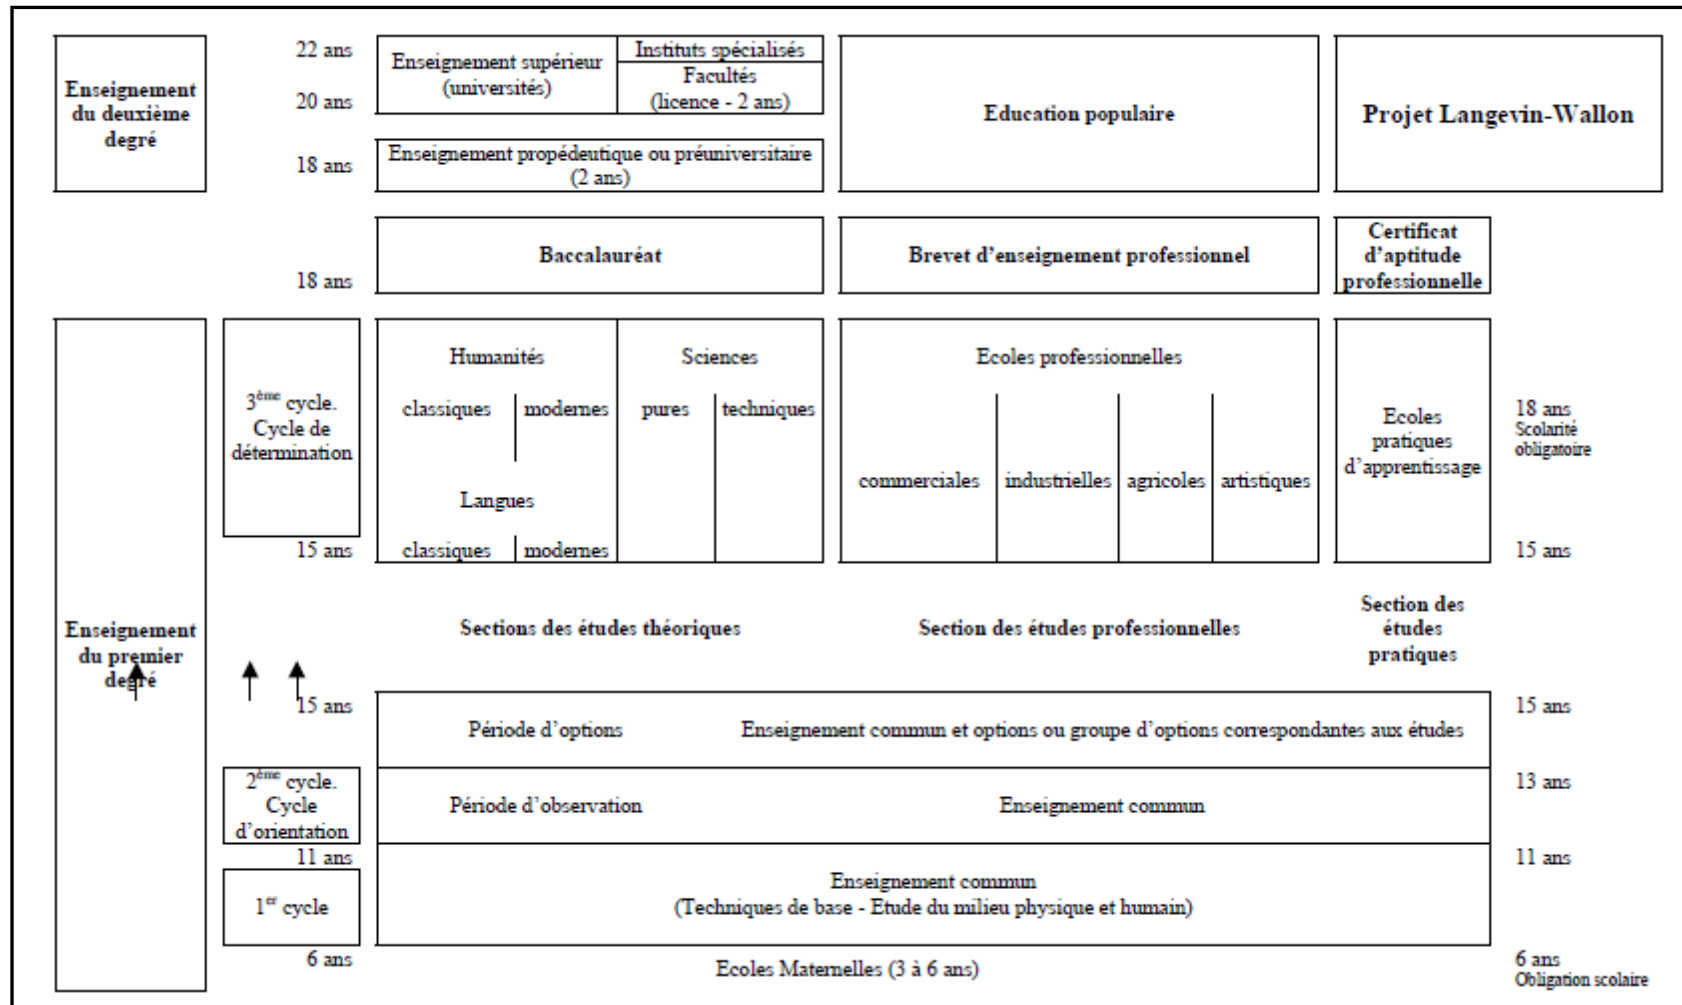 Enseignement
du deuxième
degré
22 ans
20 ans
18 ans
Enseignement supérieur
(universités)
Instituts spécialisés
Facultés
(licence - 2 ans)
Enseignement propédeutique ou préuniversitaire
(2 ans)
Education populaire
Projet Langevin-Wallon
18 ans
Baccalauréat
Brevet d'enseignement professionnel
Certificat
d'aptitude
professionnelle
Enseignement
du premier
degré
3ème cycle.
Cycle de
détermination
15 ans
Humanités
classiques
modernes
Langues
classiques
modernes
Sciences
pures
techniques
Ecoles professionnelles
commerciales
industrielles
agricoles
artistiques
Ecoles
pratiques
d'apprentissage
18 ans
Scolarité
obligatoire
15 ans
Sections des études théoriques
Section des études professionnelles
Section des
études
pratiques
15 ans
Période d'options
Enseignement commun et options ou groupe d'options correspondantes aux études
15 ans
2ème cycle.
Cycle
d'orientation
Période d'observation
Enseignement commun
13 ans
11 ans
11 ans
1er cycle
Enseignement commun
(Techniques de base - Etude du milieu physique et humain)
6 ans
Ecoles Maternelles (3 à 6 ans)
6 ans
Obligation scolaire